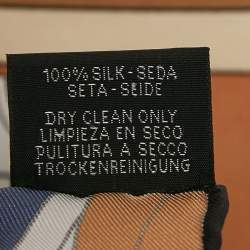 100% SILK-SEDA
SETA-SEIDE
DRY CLEAN ONLY
LIMPIEZA EN SECO
PULITURA A SECCO
TROCKENREINIGUNG